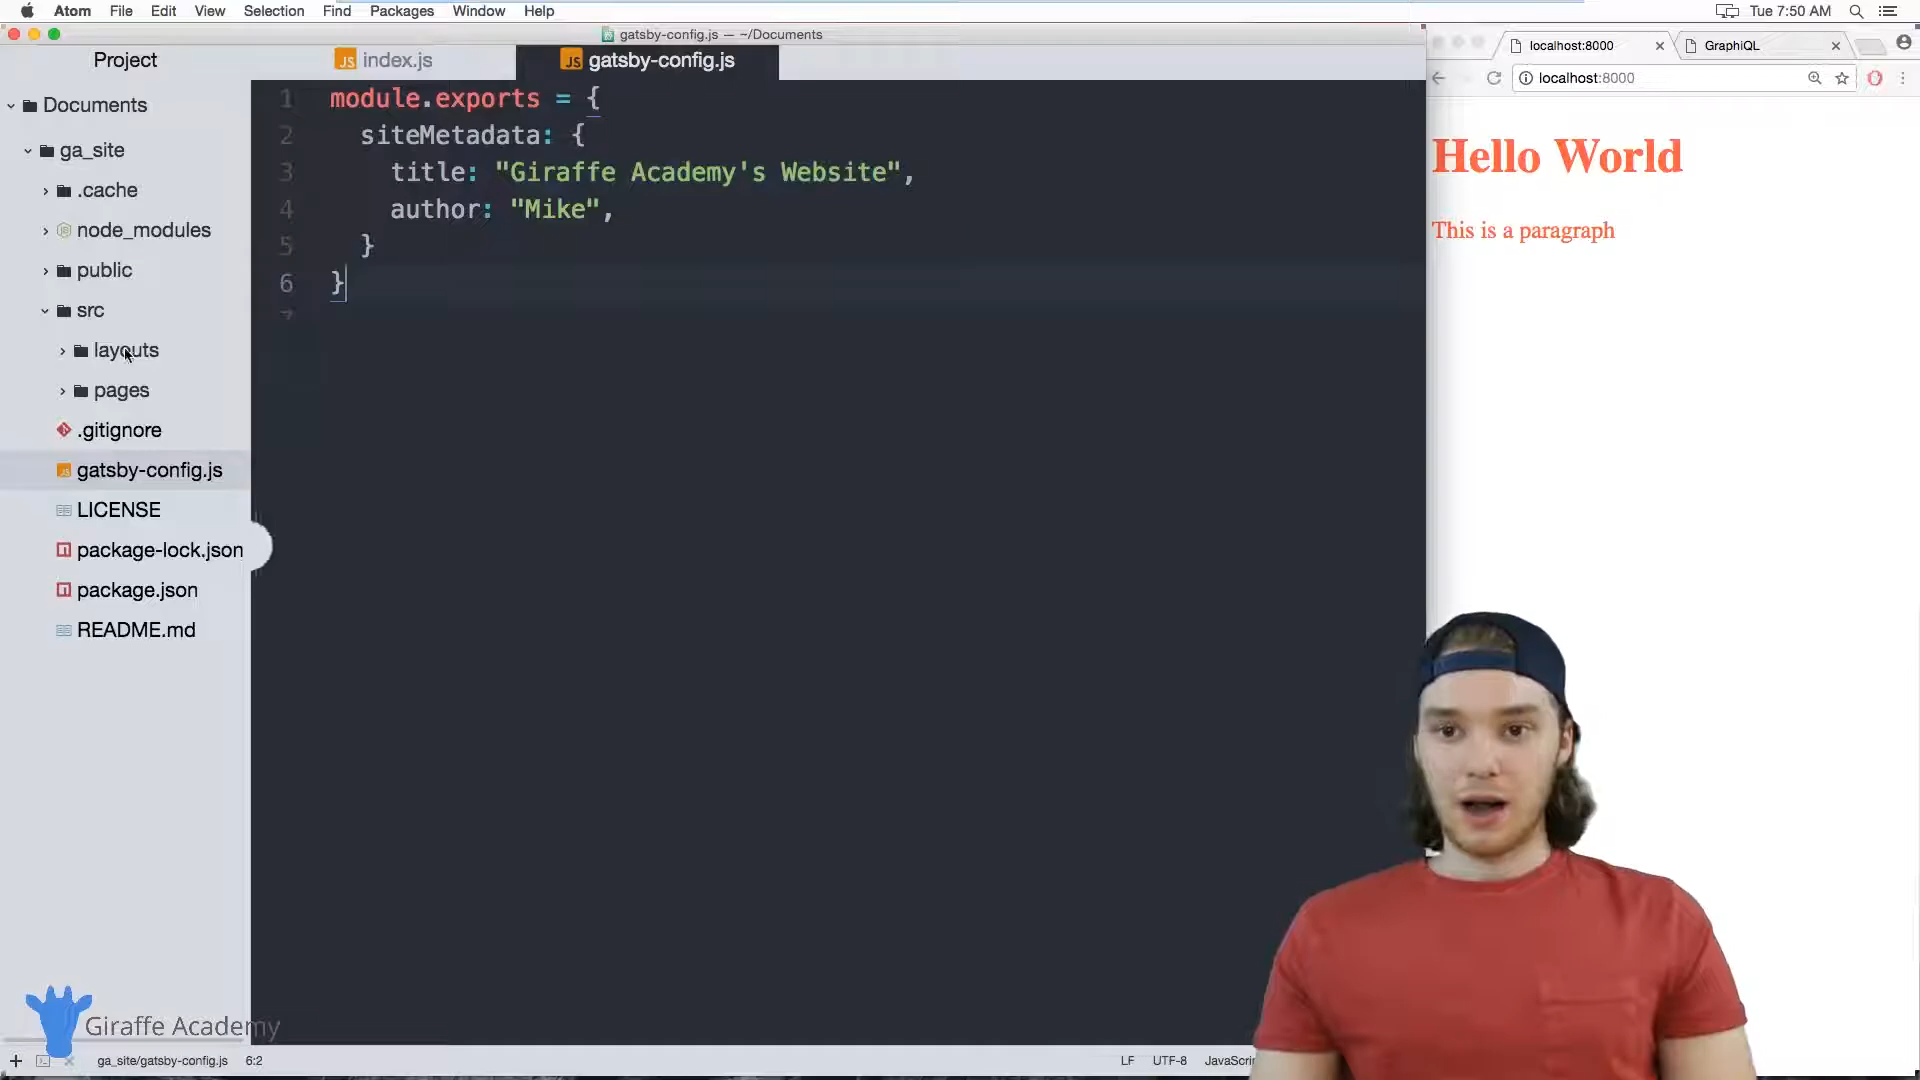 Atom File Edit View Selection Find Packages Window Help Tue 7:50 AM
gatsby-config.js — ~/Documents
Project
index.js
gatsby-config.js
localhost:8000
GraphiQL
localhost:8000
Documents
ga_site
.cache
node_modules
public
src
layouts
pages
.gitignore
gatsby-config.js
LICENSE
package-lock.json
package.json
README.md
1 module.exports = {
2 siteMetadata: {
3 title: "Giraffe Academy's Website",
4 author: "Mike",
5 }
6 }
7
Hello World
This is a paragraph
Giraffe Academy
ga_site/gatsby-config.js 6:2
LF UTF-8 JavaScri